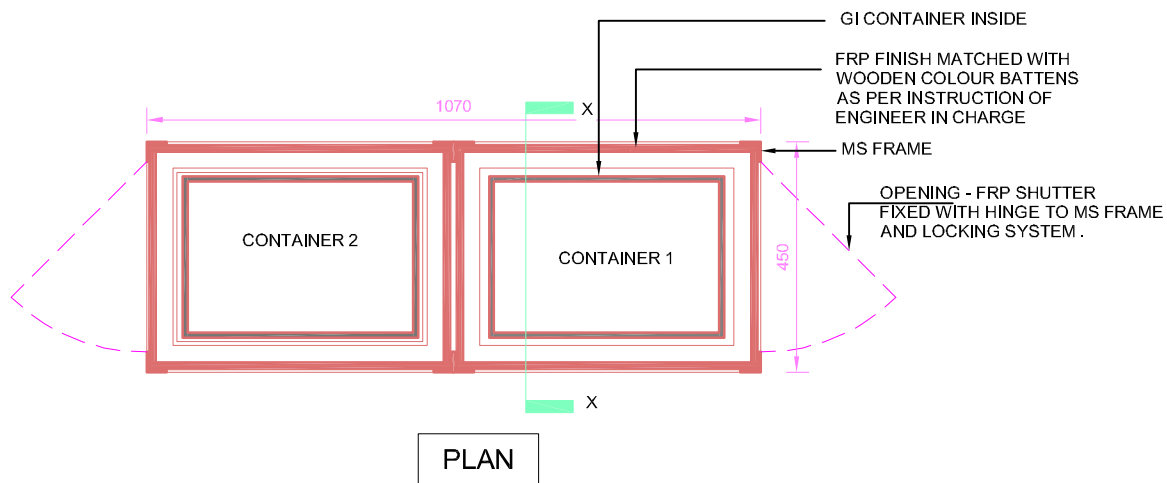 GI CONTAINER INSIDE
FRP FINISH MATCHED WITH
WOODEN COLOUR BATTENS
AS PER INSTRUCTION OF
ENGINEER IN CHARGE
1070
X
MS FRAME
OPENING - FRP SHUTTER
FIXED WITH HINGE TO MS FRAME
AND LOCKING SYSTEM .
CONTAINER 2
CONTAINER 1
450
X
PLAN